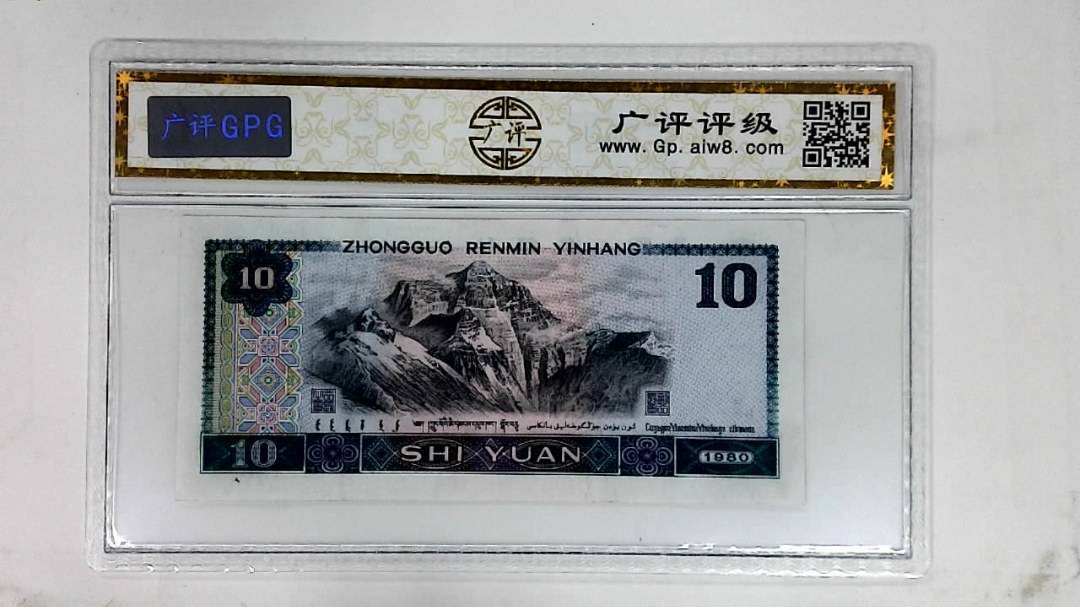 广评GPG
广评
广评评级
www.Gp.aiw8.com
ZHONGGUO RENMIN YINHANG
10
10
10
SHI YUAN
1980